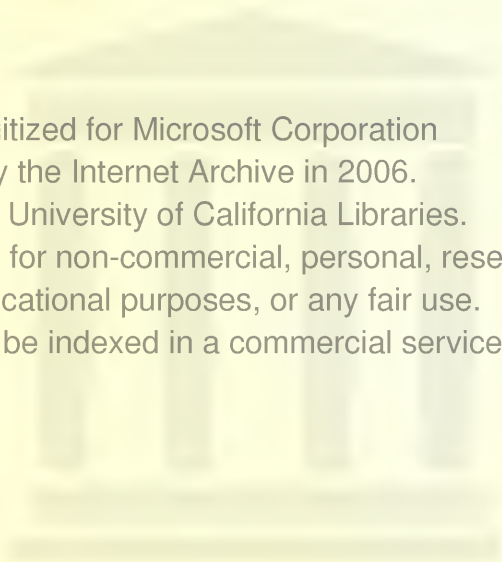 itized for Microsoft Corporation
y the Internet Archive in 2006.
University of California Libraries.
for non-commercial, personal, rese
cational purposes, or any fair use.
be indexed in a commercial service